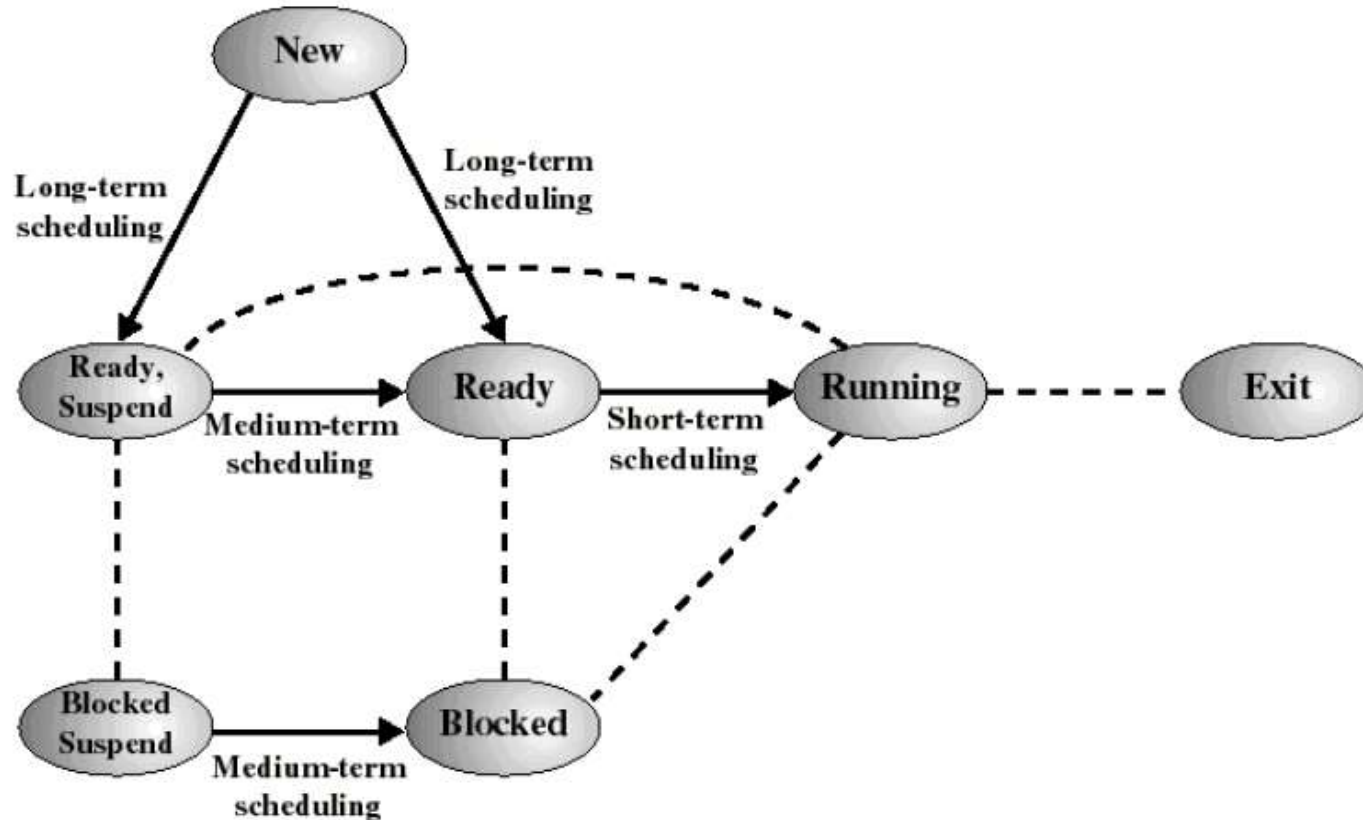 New
Long-term
scheduling
Long-term
scheduling
Ready,
Suspend
Medium-term
scheduling
Ready
Short-term
scheduling
Running
Exit
Blocked
Suspend
Medium-term
scheduling
Blocked